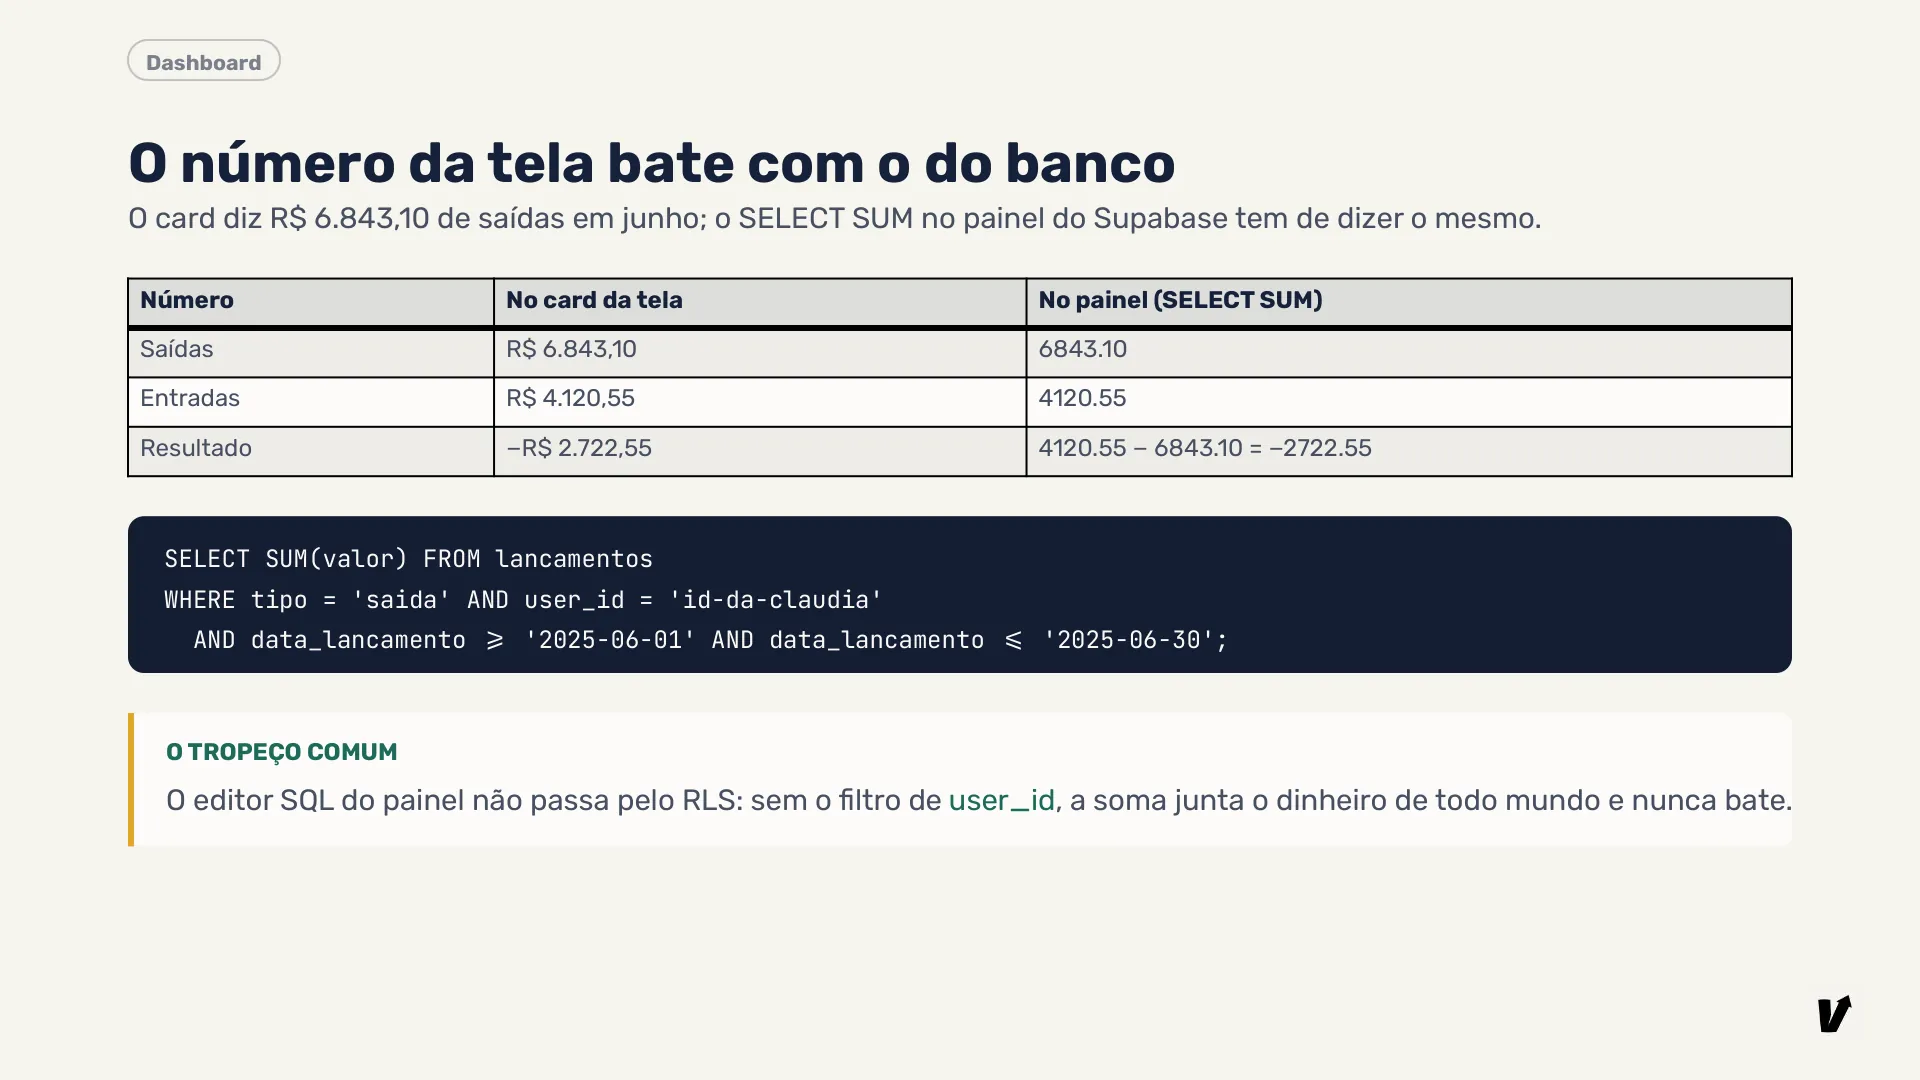 Dashboard
O número da tela bate com o do banco
O card diz R$ 6.843,10 de saídas em junho; o SELECT SUM no painel do Supabase tem de dizer o mesmo.
Número No card da tela No painel (SELECT SUM)
Saídas R$ 6.843,10 6843.10
Entradas R$ 4.120,55 4120.55
Resultado −R$ 2.722,55 4120.55 − 6843.10 = −2722.55
SELECT SUM(valor) FROM lancamentos
WHERE tipo = 'saida' AND user_id = 'id-da-claudia'
AND data_lancamento >= '2025-06-01' AND data_lancamento <= '2025-06-30';
O TROPEÇO COMUM
O editor SQL do painel não passa pelo RLS: sem o filtro de user_id, a soma junta o dinheiro de todo mundo e nunca bate.